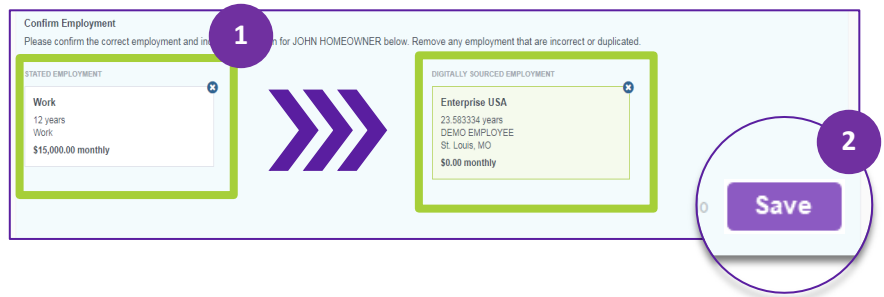 Confirm Employment
1
Please confirm the correct employment and in n for JOHN HOMEOWNER below. Remove any employment that are incorrect or duplicated.
STATED EMPLOYMENT
Work
12 years
Work
$15,000.00 monthly
DIGITALLY SOURCED EMPLOYMENT
Enterprise USA
23.583334 years
DEMO EMPLOYEE
St. Louis, MO
$0.00 monthly
2
Save